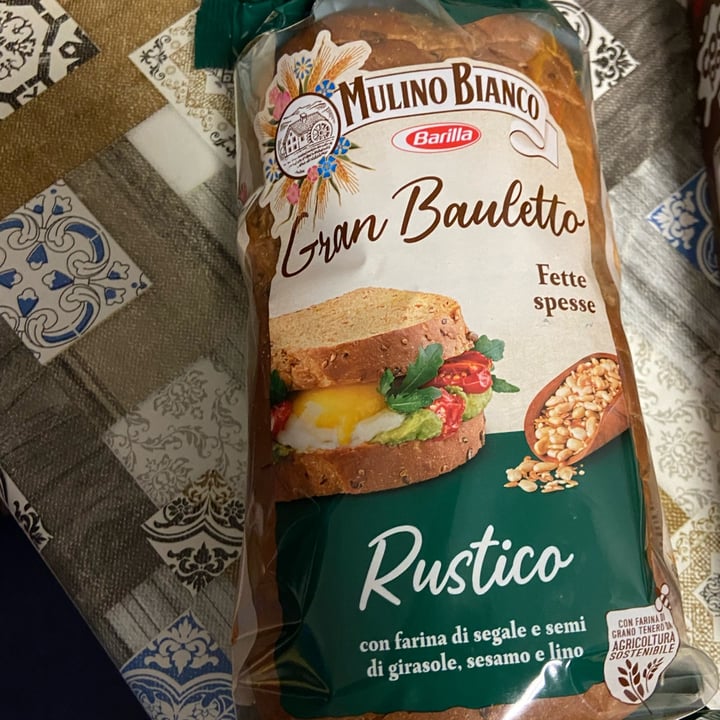 MULINO BIANCO
Barilla
Gran Bauletto
Fette
spesse
Rustico
con farina di segale e semi
di girasole, sesamo e lino
CON FARINA DI
GRANO TENERO DA
AGRICOLTURA
SOSTENIBILE